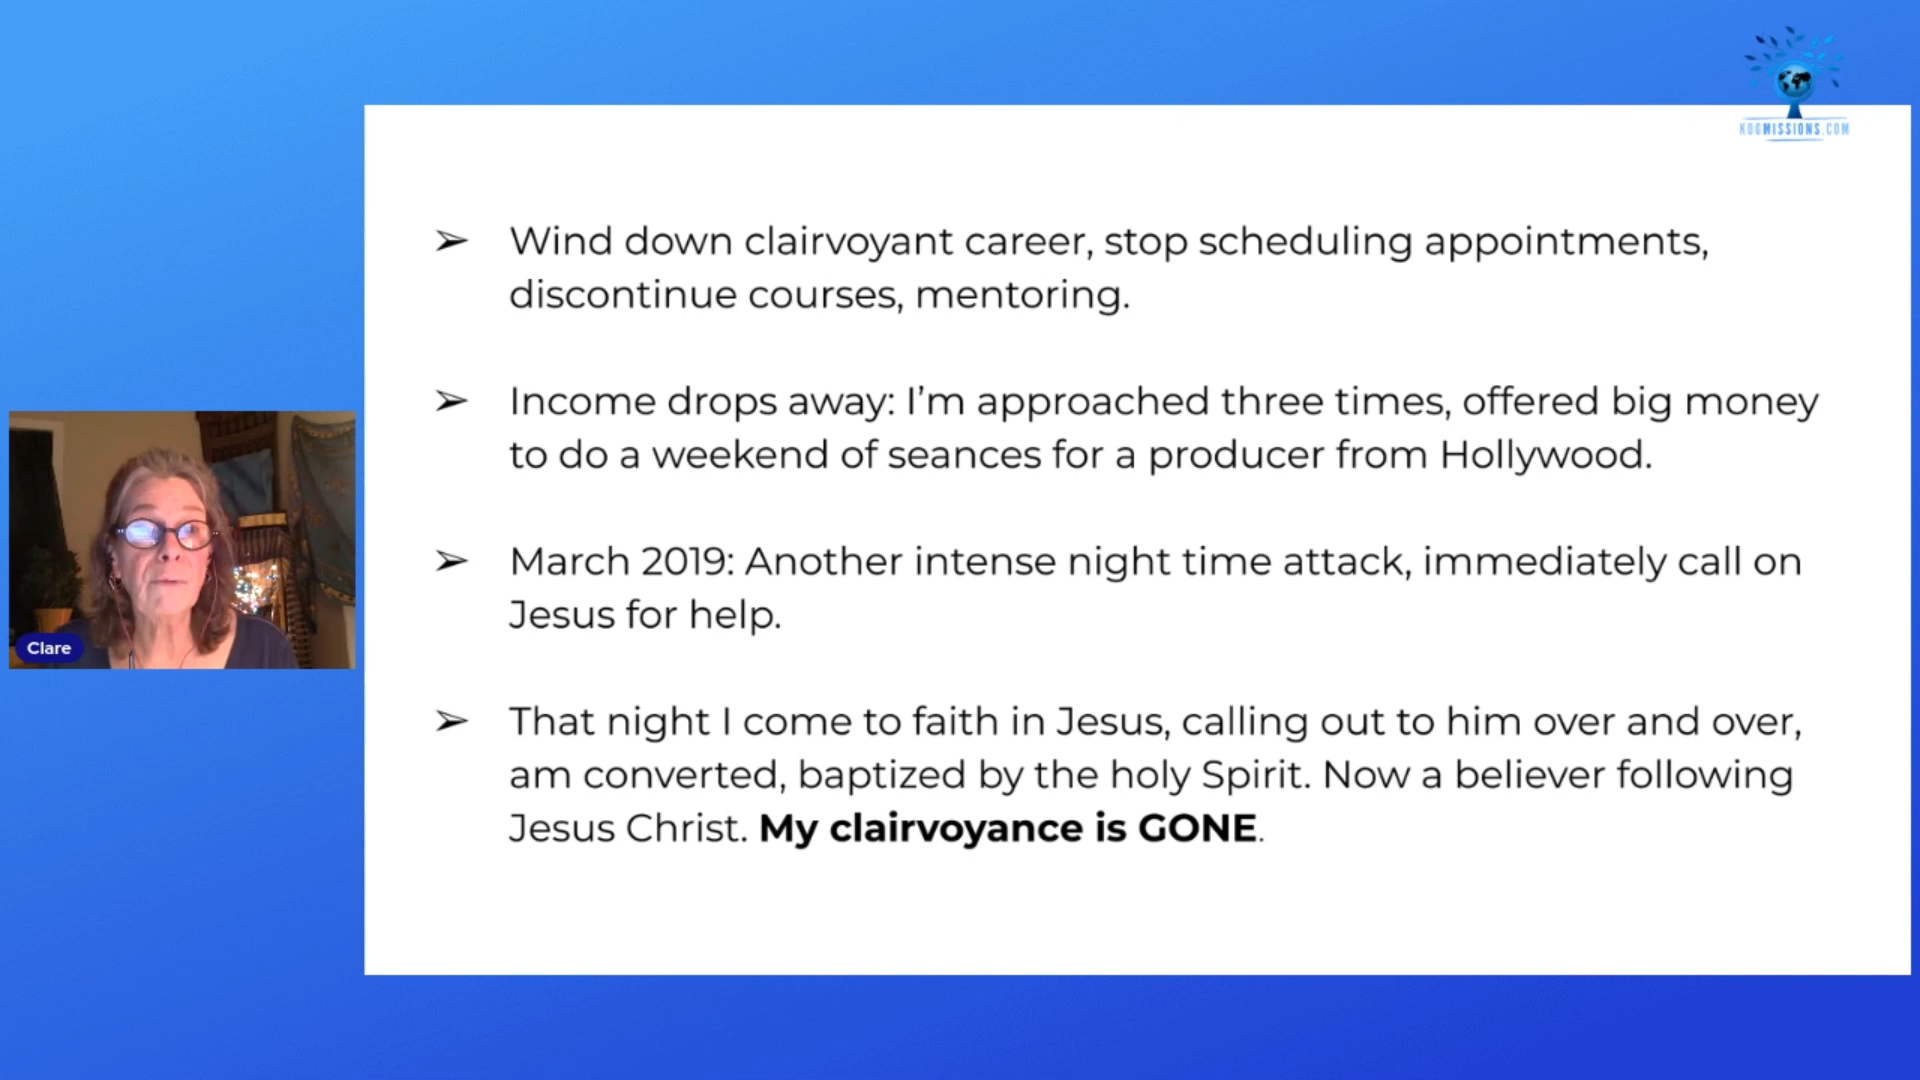 KOGMISSIONS.COM
➢ Wind down clairvoyant career, stop scheduling appointments,
discontinue courses, mentoring.
➢ Income drops away: I’m approached three times, offered big money
to do a weekend of seances for a producer from Hollywood.
➢ March 2019: Another intense night time attack, immediately call on
Jesus for help.
➢ That night I come to faith in Jesus, calling out to him over and over,
am converted, baptized by the holy Spirit. Now a believer following
Jesus Christ. My clairvoyance is GONE.
Clare